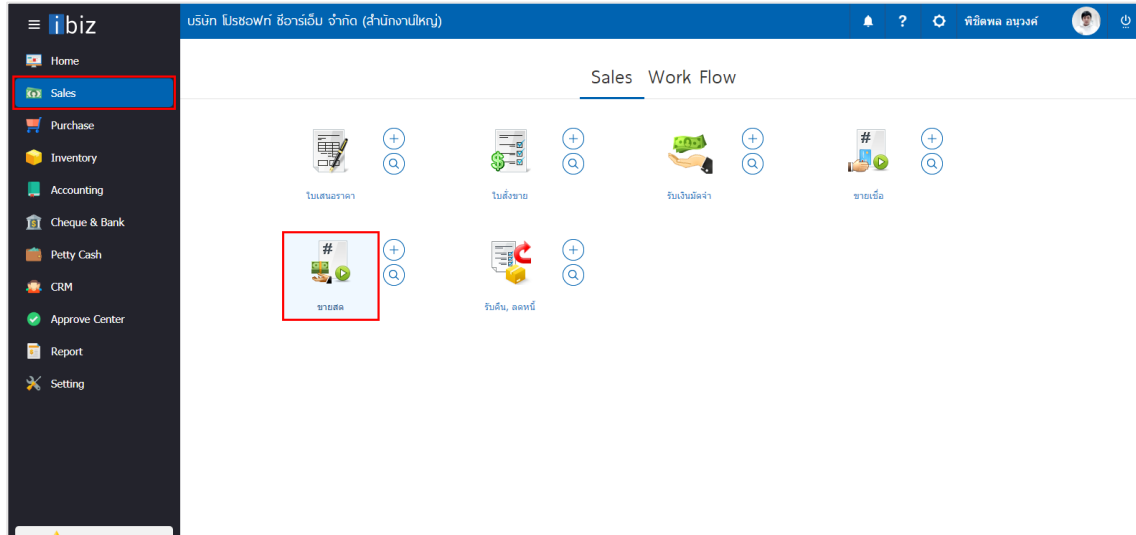 ibiz
บริษัท โปรซอฟท์ ซีอาร์เอ็ม จำกัด (สำนักงานใหญ่)
?
พิชิตพล อนุวงศ์
Home
Sales
Purchase
Inventory
Accounting
Cheque & Bank
Petty Cash
CRM
Approve Center
Report
Setting
Sales Work Flow
ใบเสนอราคา
ใบสั่งขาย
รับเงินมัดจำ
#
ขายเชื่อ
#
ขายสด
รับคืน, ลดหนี้